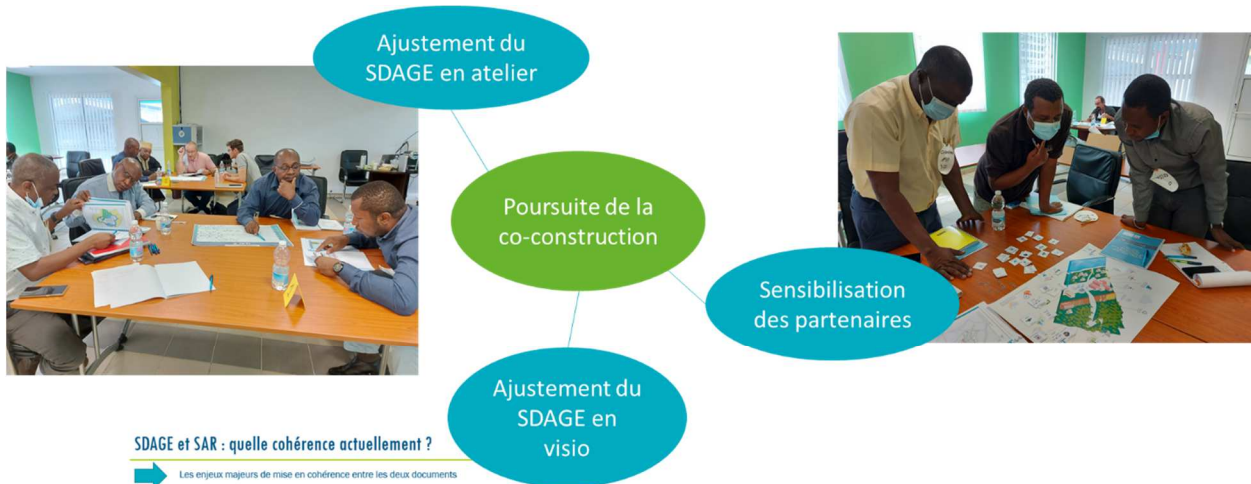 Ajustement du
SDAGE en atelier
Poursuite de la
co-construction
Sensibilisation
des partenaires
Ajustement du
SDAGE en
visio
SDAGE et SAR : quelle cohérence actuellement ?
Les enjeux majeurs de mise en cohérence entre les deux documents